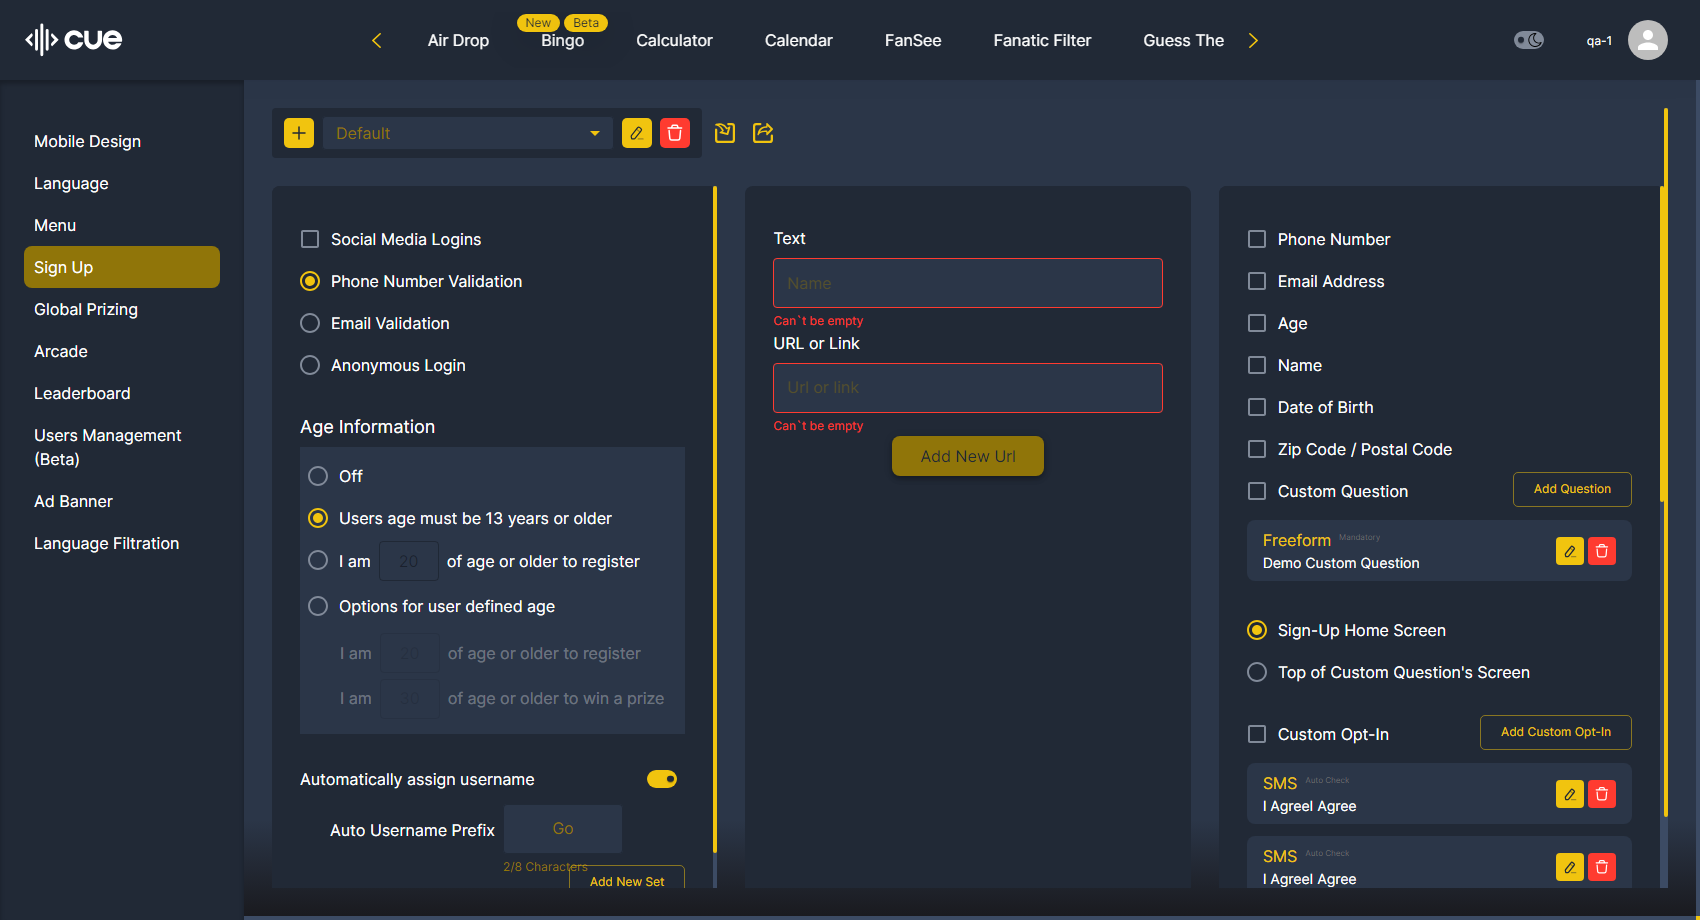 cue
New
Beta
Air Drop
Bingo
Calculator
Calendar
FanSee
Fanatic Filter
Guess The
qa-1
Mobile Design
Language
Menu
Sign Up
Global Prizing
Arcade
Leaderboard
Users Management
(Beta)
Ad Banner
Language Filtration
Default
Social Media Logins
Phone Number Validation
Email Validation
Anonymous Login
Age Information
Off
Users age must be 13 years or older
I am 20 of age or older to register
Options for user defined age
I am 20 of age or older to register
I am 30 of age or older to win a prize
Automatically assign username
Auto Username Prefix Go
2/8 Characters
Add New Set
Text
Name
Can`t be empty
URL or Link
Url or link
Can`t be empty
Add New Url
Phone Number
Email Address
Age
Name
Date of Birth
Zip Code / Postal Code
Custom Question
Add Question
Freeform Mandatory
Demo Custom Question
Sign-Up Home Screen
Top of Custom Question's Screen
Custom Opt-In
Add Custom Opt-In
SMS Auto Check
I AgreeI Agree
SMS Auto Check
I AgreeI Agree